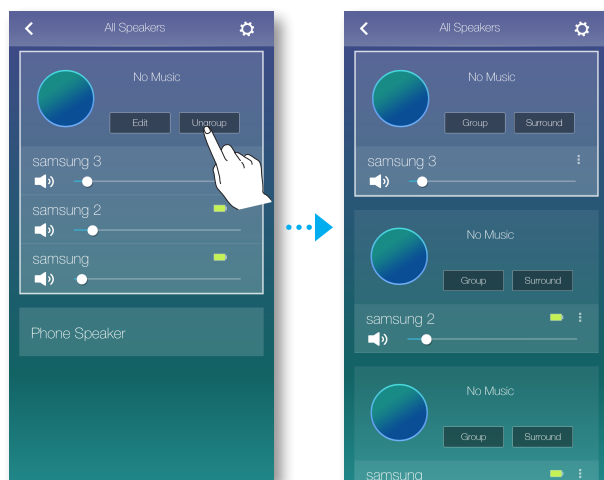 All Speakers
No Music
Edit
Ungroup
samsung 3
samsung 2
samsung
Phone Speaker
All Speakers
No Music
Group
Surround
samsung 3
No Music
Group
Surround
samsung 2
No Music
Group
Surround
samsung